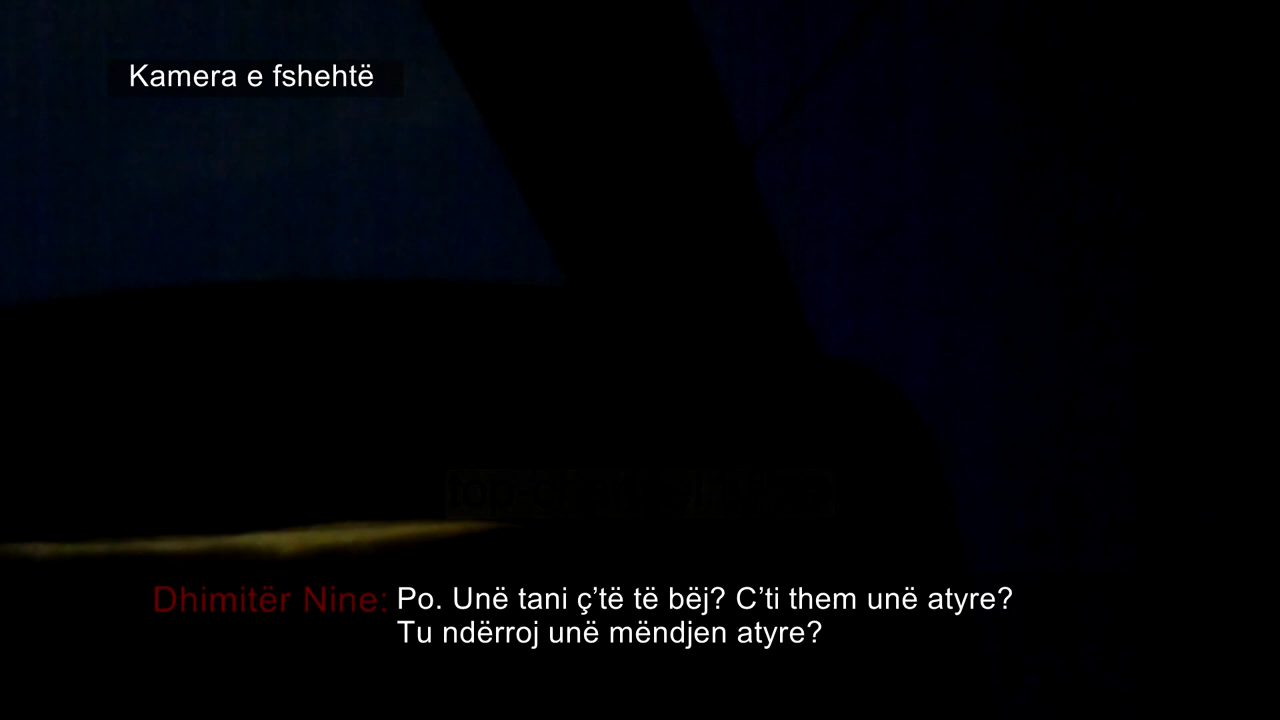 Kamera e fshehtë
Dhimitër Nine: Po. Unë tani ç’të të bëj? C’ti them unë atyre?
Tu ndërroj unë mëndjen atyre?